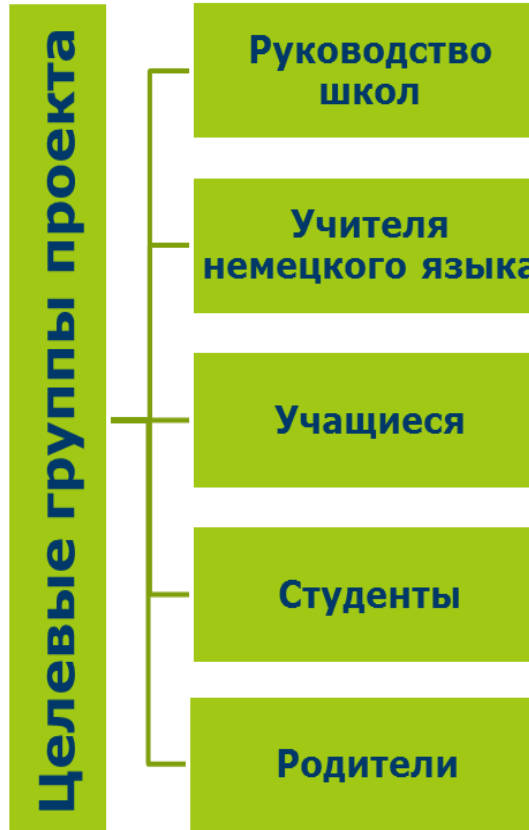 Целевые группы проекта
Руководство
школ
Учителя
немецкого языка
Учащиеся
Студенты
Родители